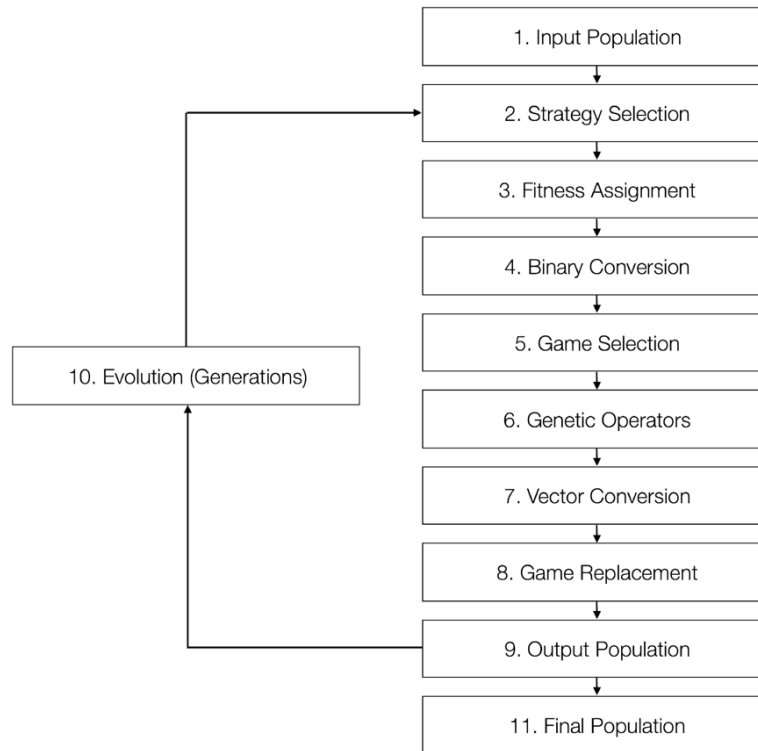 1. Input Population
2. Strategy Selection
3. Fitness Assignment
4. Binary Conversion
5. Game Selection
10. Evolution (Generations)
6. Genetic Operators
7. Vector Conversion
8. Game Replacement
9. Output Population
11. Final Population